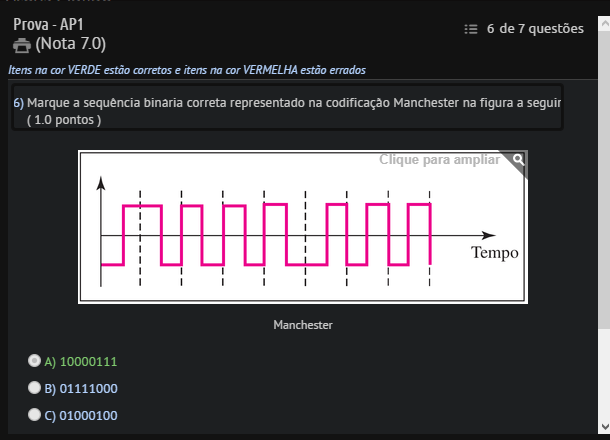 Prova - AP1
(Nota 7.0)
6 de 7 questões
Itens na cor VERDE estão corretos e itens na cor VERMELHA estão errados
6) Marque a sequência binária correta representado na codificação Manchester na figura a seguir
( 1.0 pontos )
Clique para ampliar
Tempo
Manchester
A) 10000111
B) 01111000
C) 01000100